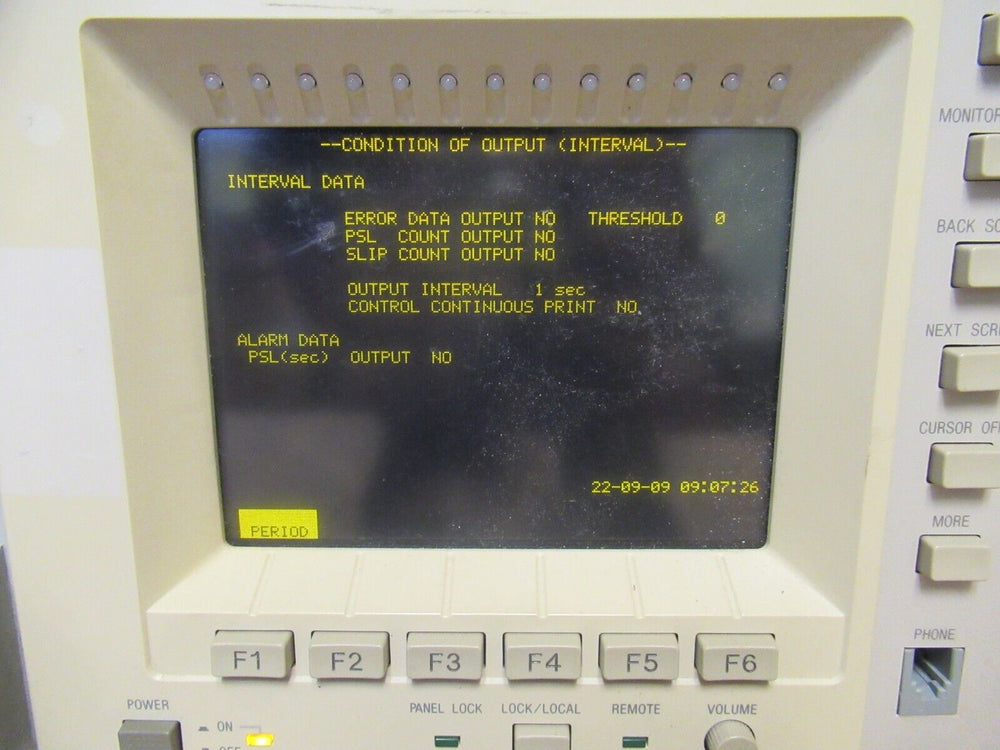 --CONDITION OF OUTPUT (INTERVAL)--
INTERVAL DATA
ERROR DATA OUTPUT NO THRESHOLD 0
PSL COUNT OUTPUT NO
SLIP COUNT OUTPUT NO
OUTPUT INTERVAL 1 sec
CONTROL CONTINUOUS PRINT NO
ALARM DATA
PSL(sec) OUTPUT NO
22-09-09 09:07:26
PERIOD
F1 F2 F3 F4 F5 F6
POWER
ON
OFF
PANEL LOCK LOCK/LOCAL REMOTE VOLUME
MONITOR
BACK SC
NEXT SCRE
CURSOR OFF
MORE
PHONE